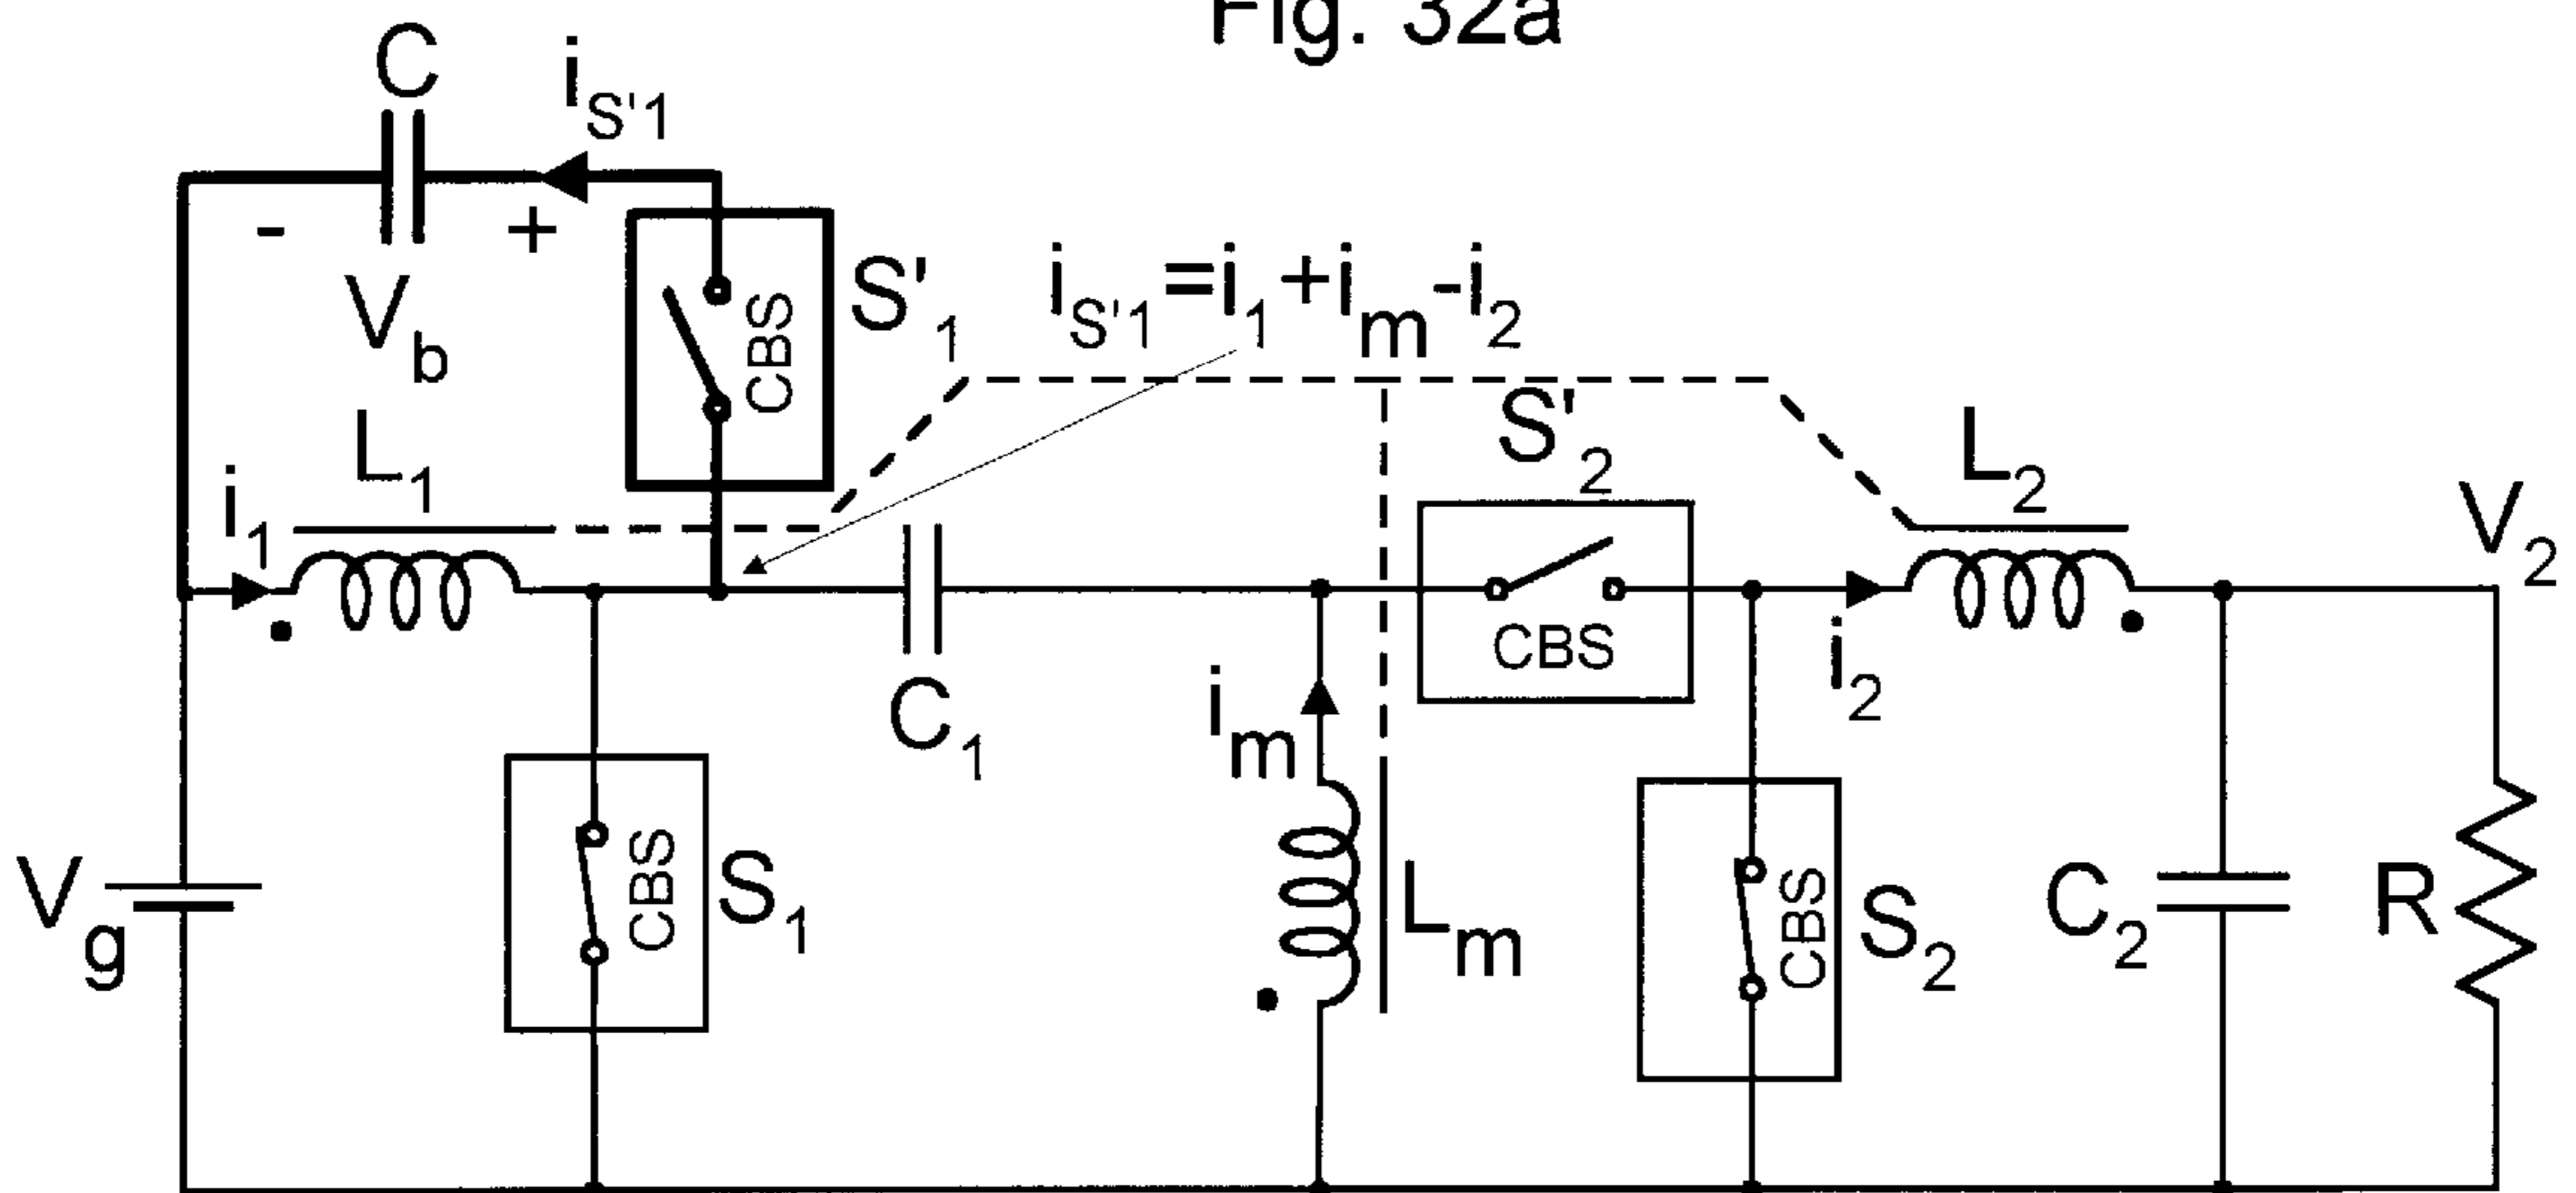 Fig. 32a
C
i_S'1
- +
V_b
CBS
S'_1
i_S'1=i_1+i_m-i_2
S'_2
CBS
L_1
i_1
L_2
V_2
C_1
i_m
L_m
i_2
V_g
CBS
S_1
CBS
S_2
C_2
R